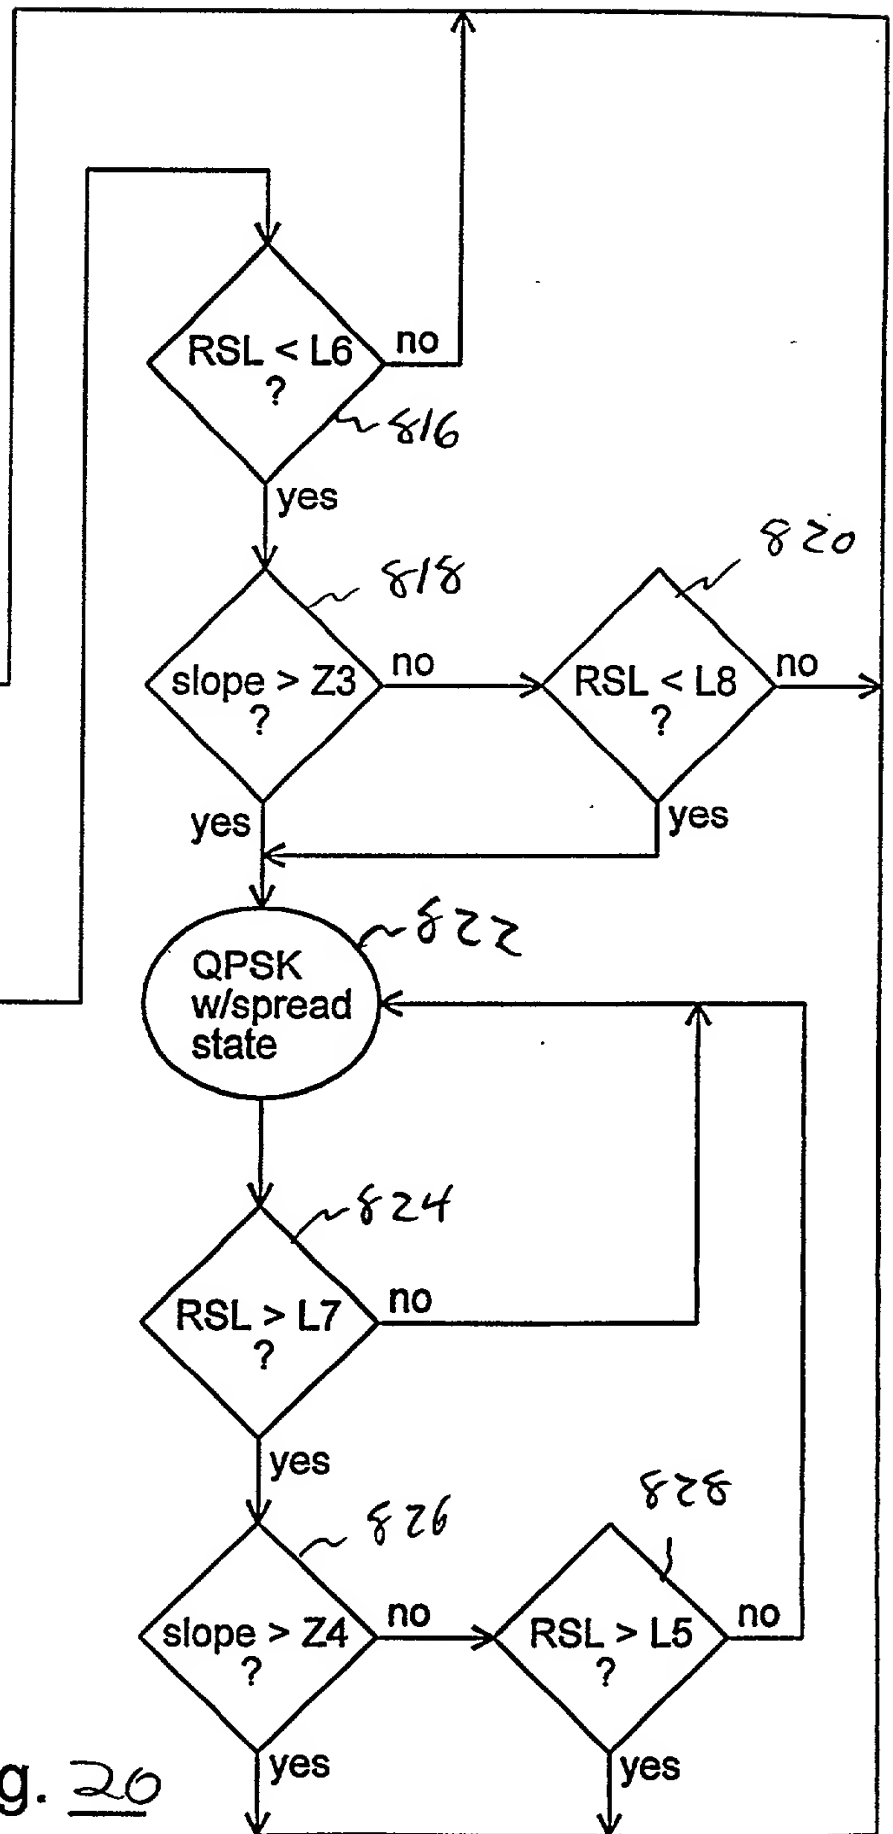 RSL < L6
?
no
816
yes
818
820
slope > Z3
?
no
RSL < L8
?
no
yes
yes
822
QPSK
w/spread
state
824
RSL > L7
?
no
yes
826
828
slope > Z4
?
no
RSL > L5
?
no
yes
yes
g. 20